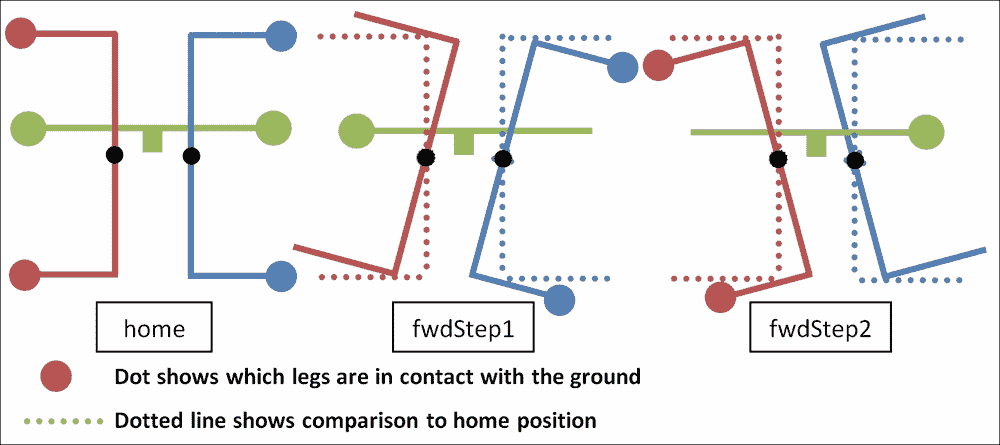 home
fwdStep1
fwdStep2
Dot shows which legs are in contact with the ground
Dotted line shows comparison to home position